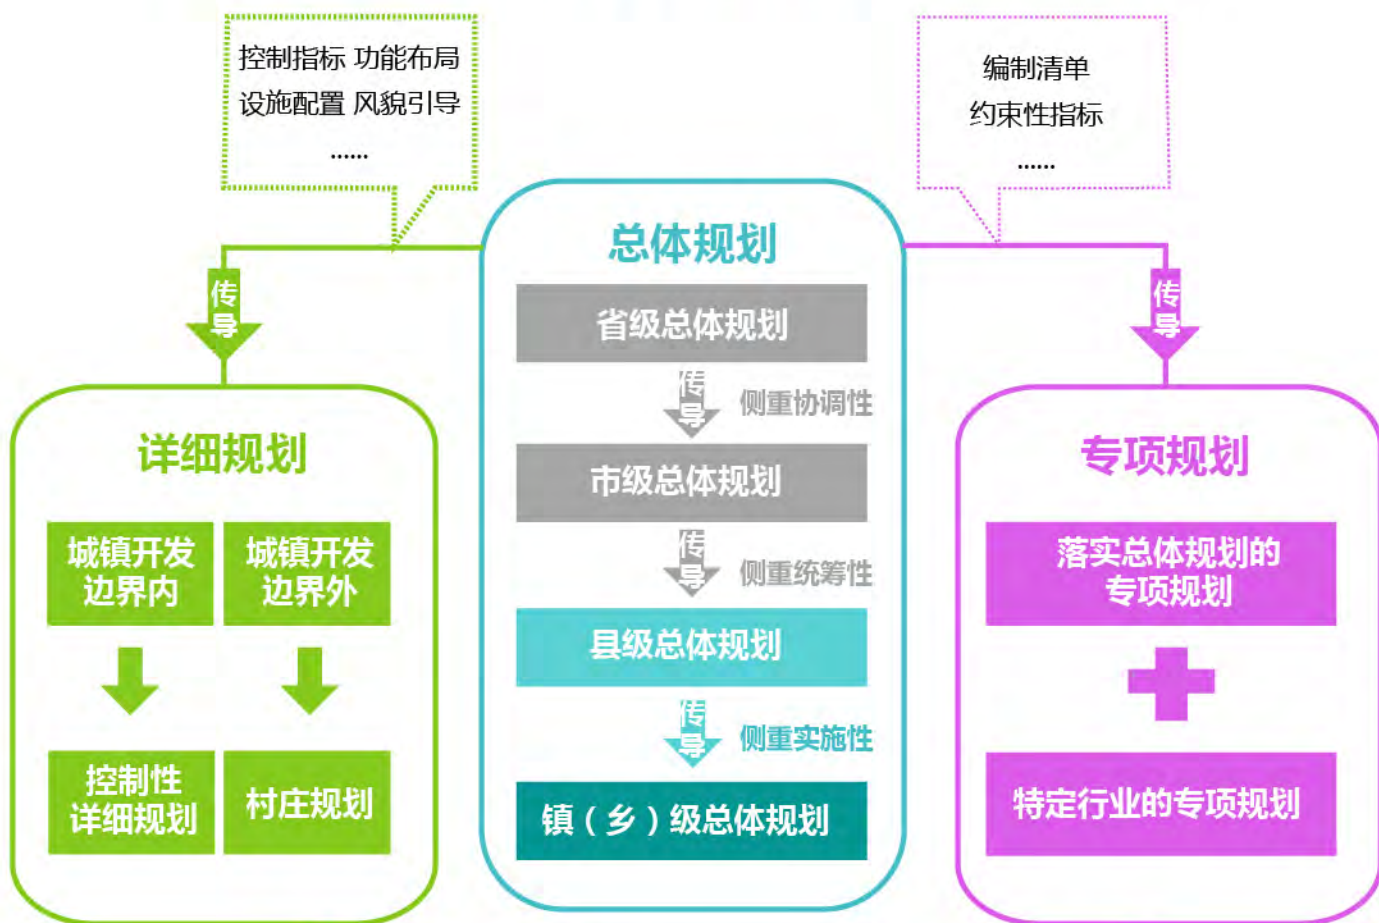 控制指标 功能布局
设施配置 风貌引导
......
编制清单
约束性指标
......
总体规划
省级总体规划
传
导
侧重协调性
市级总体规划
传
导
侧重统筹性
县级总体规划
传
导
侧重实施性
镇（乡）级总体规划
传
导
详细规划
城镇开发
边界内
城镇开发
边界外
控制性
详细规划
村庄规划
传
导
专项规划
落实总体规划的
专项规划
特定行业的专项规划